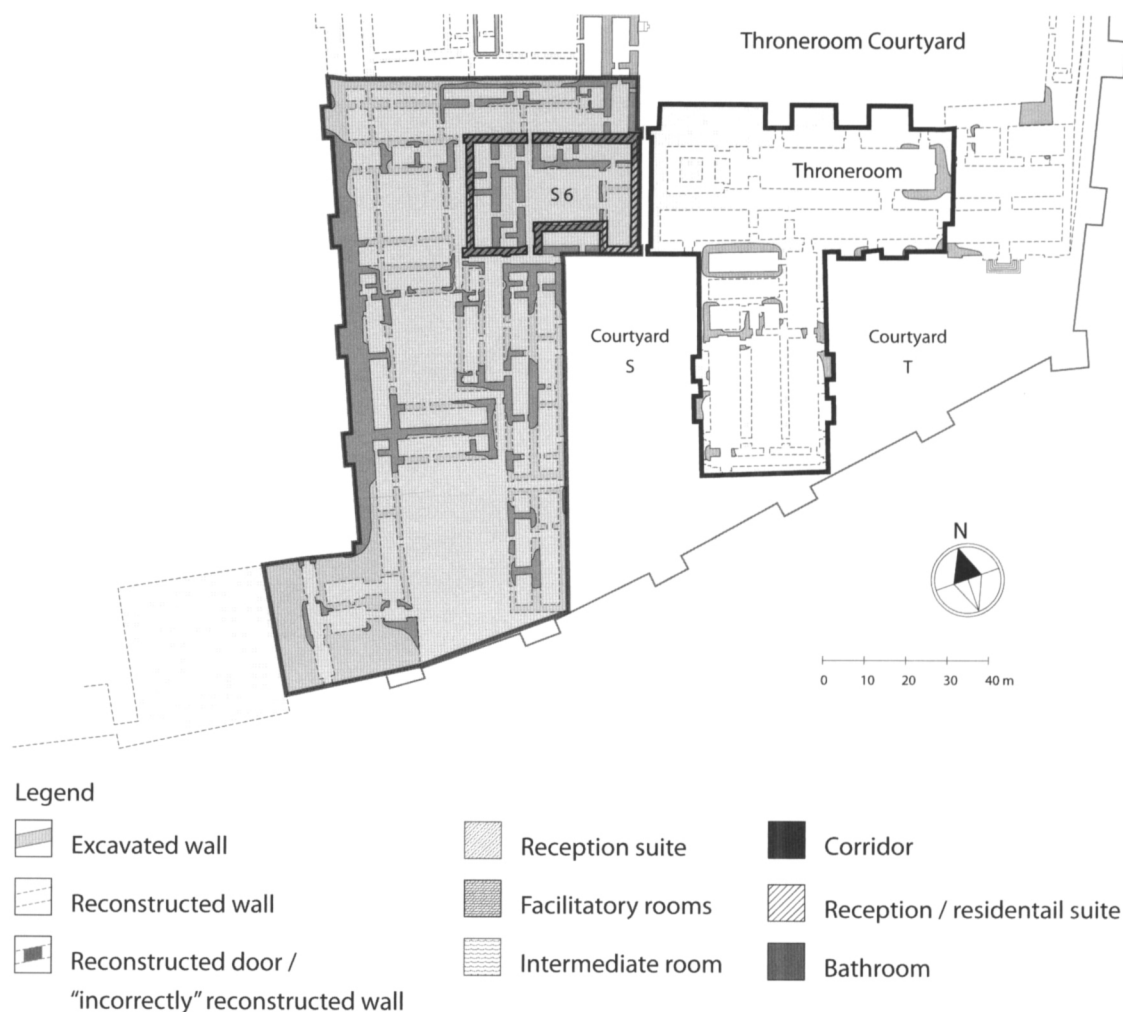 Throneroom Courtyard
Throneroom
S 6
Courtyard
S
Courtyard
T
N
0 10 20 30 40 m
Legend
Excavated wall
Reconstructed wall
Reconstructed door /
"incorrectly" reconstructed wall
Reception suite
Facilitatory rooms
Intermediate room
Corridor
Reception / residentail suite
Bathroom